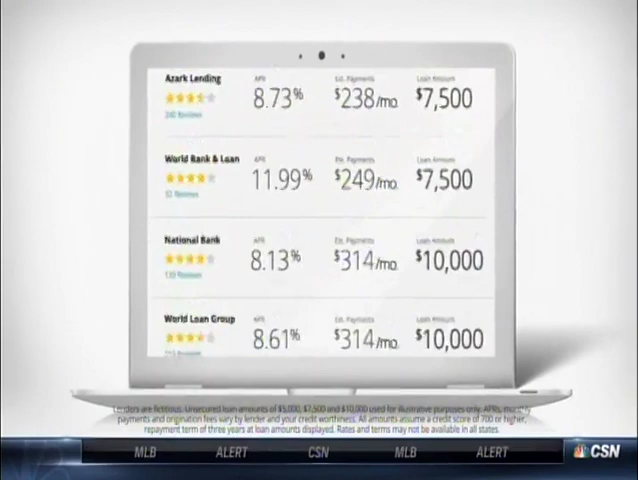 Azark Lending APR Est. Payments Loan Amount
8.73% $238/mo. $7,500
240 Reviews
World Bank & Loan APR Est. Payments Loan Amount
11.99% $249/mo. $7,500
Reviews
National Bank APR Est. Payments Loan Amount
8.13% $314/mo. $10,000
Reviews
World Loan Group APR Est. Payments Loan Amount
8.61% $314/mo. $10,000
Lenders are fictitious. Unsecured loan amounts of $5,000, $7,500 and $10,000 used for illustrative purposes only. APRs, monthly
payments and origination fees vary by lender and your credit worthiness. All amounts assume a credit score of 700 or higher,
repayment term of three years at loan amounts displayed. Rates and terms may not be available in all states.
MLB ALERT CSN MLB ALERT CSN